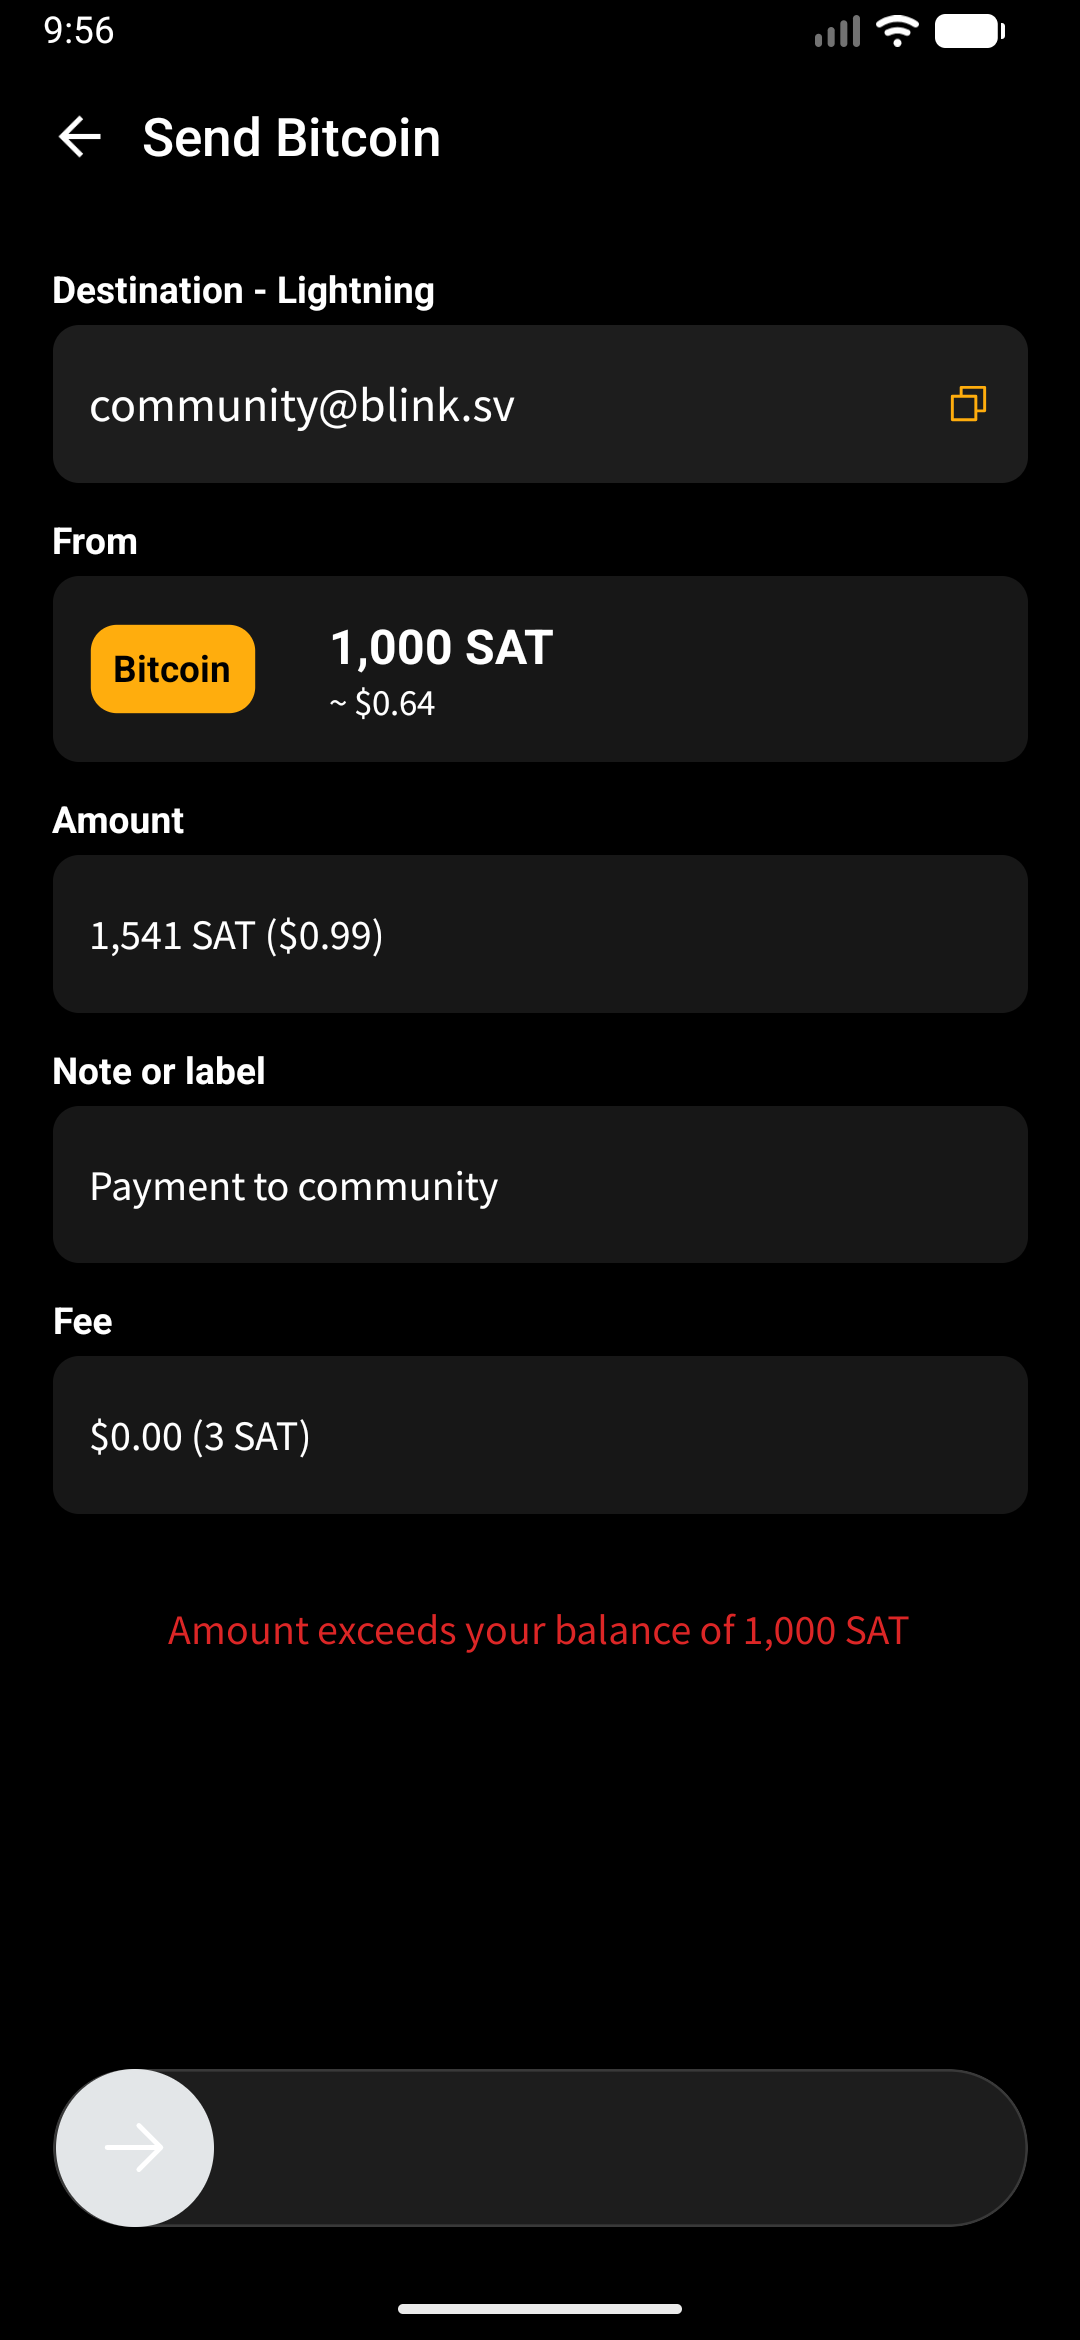 9:56
Send Bitcoin
Destination - Lightning
community@blink.sv
From
Bitcoin
1,000 SAT
~ $0.64
Amount
1,541 SAT ($0.99)
Note or label
Payment to community
Fee
$0.00 (3 SAT)
Amount exceeds your balance of 1,000 SAT